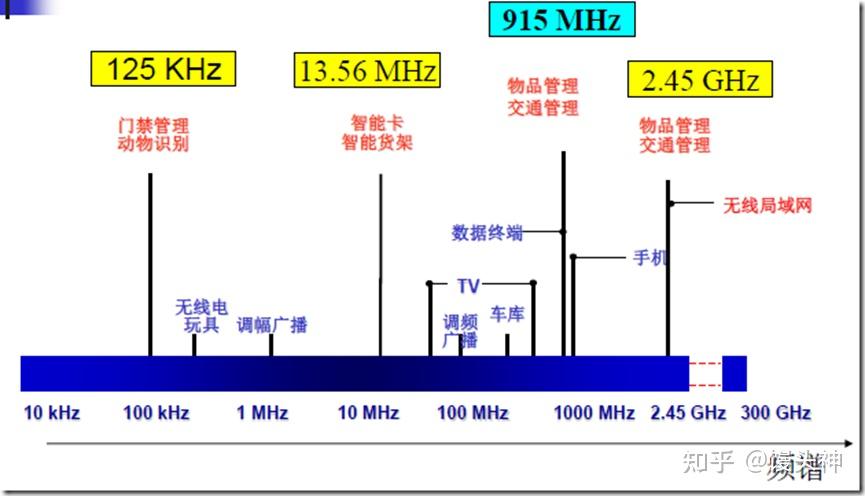 915 MHz
125 KHz
13.56 MHz
2.45 GHz
物品管理
交通管理
门禁管理
动物识别
智能卡
智能货架
物品管理
交通管理
无线局域网
数据终端
手机
TV
无线电
玩具
调幅广播
调频
广播
车库
10 kHz
100 kHz
1 MHz
10 MHz
100 MHz
1000 MHz
2.45 GHz
300 GHz
频谱
知乎 @馒头神